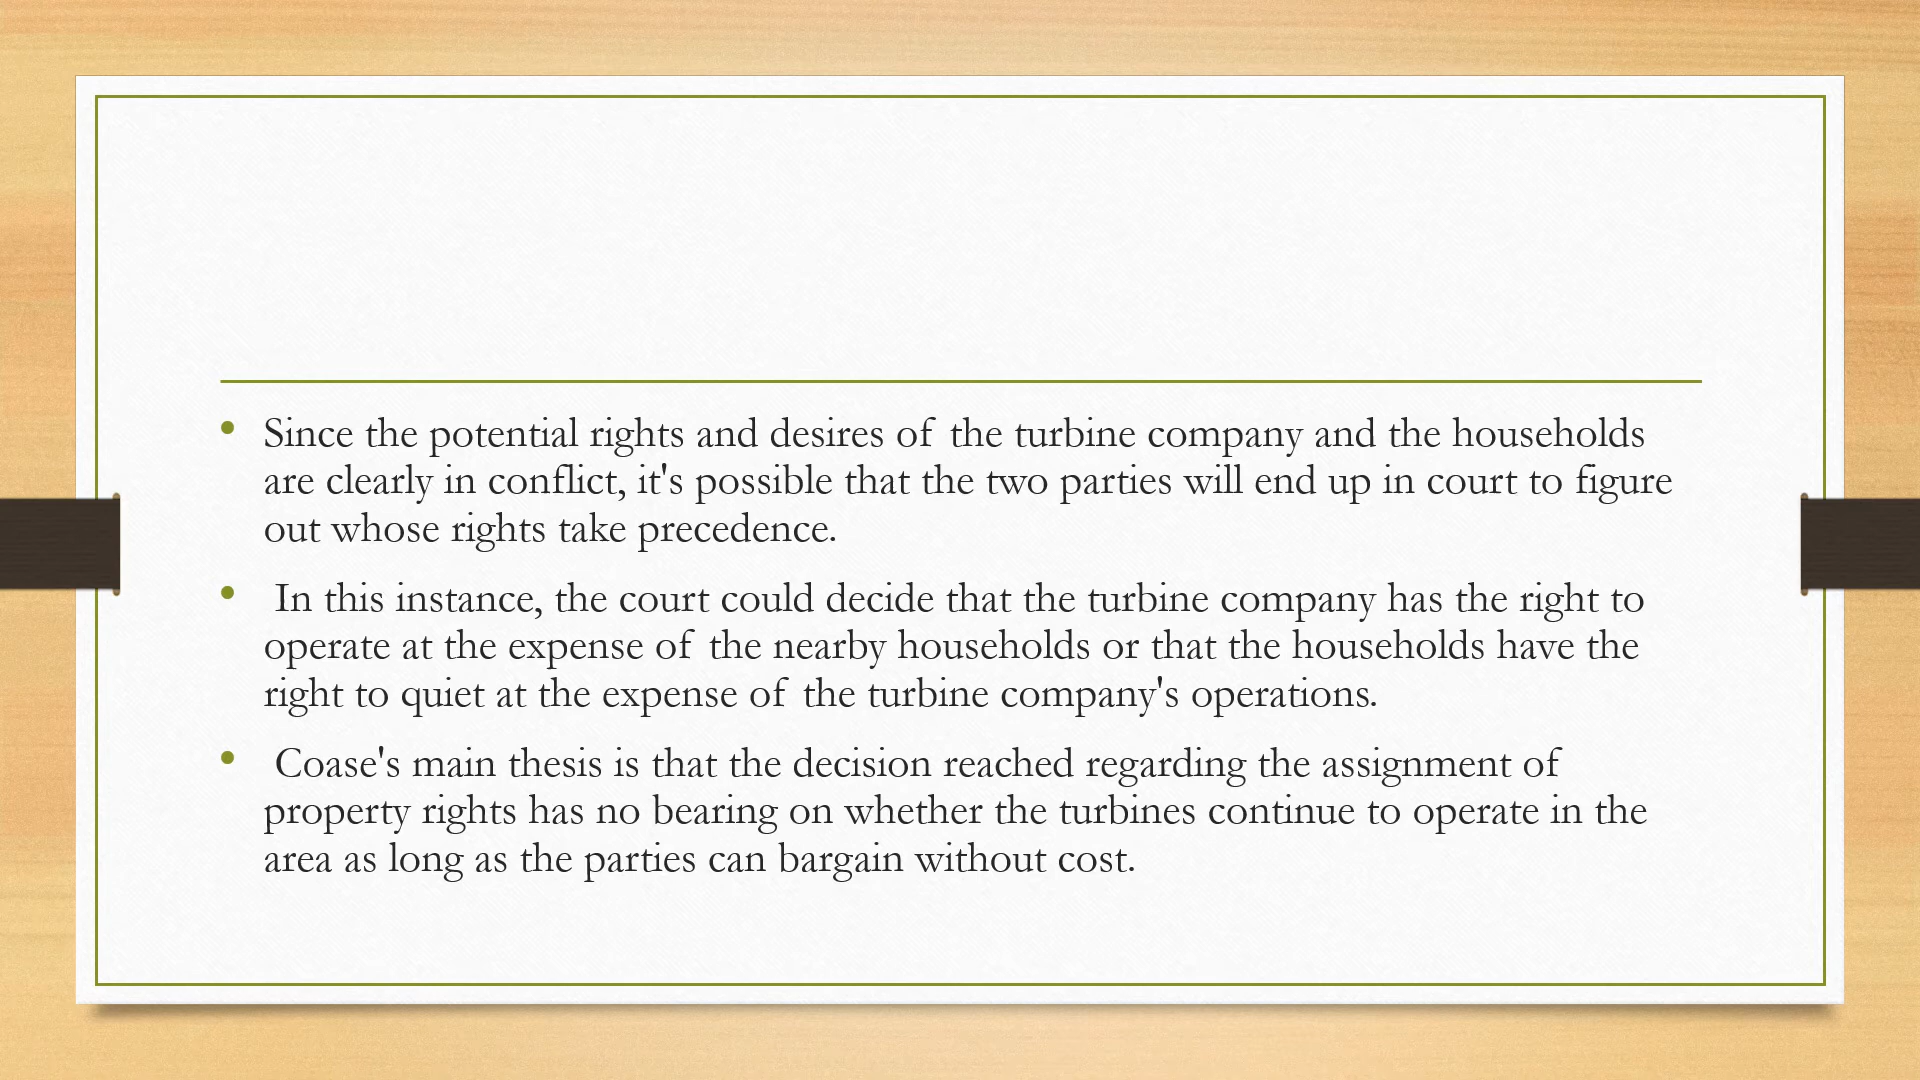 • Since the potential rights and desires of the turbine company and the households
are clearly in conflict, it's possible that the two parties will end up in court to figure
out whose rights take precedence.
• In this instance, the court could decide that the turbine company has the right to
operate at the expense of the nearby households or that the households have the
right to quiet at the expense of the turbine company's operations.
• Coase's main thesis is that the decision reached regarding the assignment of
property rights has no bearing on whether the turbines continue to operate in the
area as long as the parties can bargain without cost.